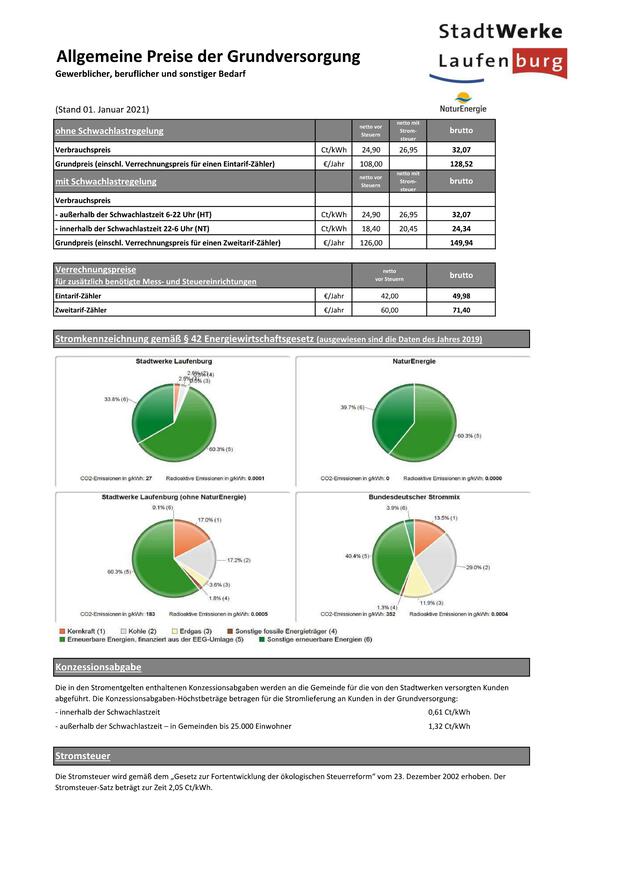 StadtWerke
Laufenburg
Allgemeine Preise der Grundversorgung
Gewerblicher, beruflicher und sonstiger Bedarf
(Stand 01. Januar 2021)
NaturEnergie
ohne Schwachlastregelung netto vor Steuern netto mit Strom- steuer brutto
Verbrauchspreis Ct/kWh 24,90 26,95 32,07
Grundpreis (einschl. Verrechnungspreis für einen Eintarif-Zähler) €/Jahr 108,00 128,52
mit Schwachlastregelung netto vor Steuern netto mit Strom- steuer brutto
Verbrauchspreis
- außerhalb der Schwachlastzeit 6-22 Uhr (HT) Ct/kWh 24,90 26,95 32,07
- innerhalb der Schwachlastzeit 22-6 Uhr (NT) Ct/kWh 18,40 20,45 24,34
Grundpreis (einschl. Verrechnungspreis für einen Zweitarif-Zähler) €/Jahr 126,00 149,94
Verrechnungspreise netto vor Steuern brutto
für zusätzlich benötigte Mess- und Steuereinrichtungen
Eintarif-Zähler €/Jahr 42,00 49,98
Zweitarif-Zähler €/Jahr 60,00 71,40
Stromkennzeichnung gemäß § 42 Energiewirtschaftsgesetz (ausgewiesen sind die Daten des Jahres 2019)
Stadtwerke Laufenburg
33.8% (6)
60.3% (5)
CO2-Emissionen in g/kWh: 27 Radioaktive Emissionen in g/kWh: 0.0001
NaturEnergie
39.7% (6)
60.3% (5)
CO2-Emissionen in g/kWh: 0 Radioaktive Emissionen in g/kWh: 0.0000
Stadtwerke Laufenburg (ohne NaturEnergie)
0.1% (6)
17.0% (1)
17.2% (2)
60.3% (5)
3.6% (3)
1.8% (4)
CO2-Emissionen in g/kWh: 183 Radioaktive Emissionen in g/kWh: 0.0005
Bundesdeutscher Strommix
3.9% (6)
13.5% (1)
40.4% (5)
29.0% (2)
11.9% (3)
1.3% (4)
CO2-Emissionen in g/kWh: 352 Radioaktive Emissionen in g/kWh: 0.0004
Kernkraft (1) Kohle (2) Erdgas (3) Sonstige fossile Energieträger (4)
Erneuerbare Energien, finanziert aus der EEG-Umlage (5) Sonstige erneuerbare Energien (6)
Konzessionsabgabe
Die in den Stromentgelten enthaltenen Konzessionsabgaben werden an die Gemeinde für die von den Stadtwerken versorgten Kunden
abgeführt. Die Konzessionsabgaben-Höchstbeträge betragen für die Stromlieferung an Kunden in der Grundversorgung:
- innerhalb der Schwachlastzeit 0,61 Ct/kWh
- außerhalb der Schwachlastzeit – in Gemeinden bis 25.000 Einwohner 1,32 Ct/kWh
Stromsteuer
Die Stromsteuer wird gemäß dem „Gesetz zur Fortentwicklung der ökologischen Steuerreform“ vom 23. Dezember 2002 erhoben. Der
Stromsteuer-Satz beträgt zur Zeit 2,05 Ct/kWh.